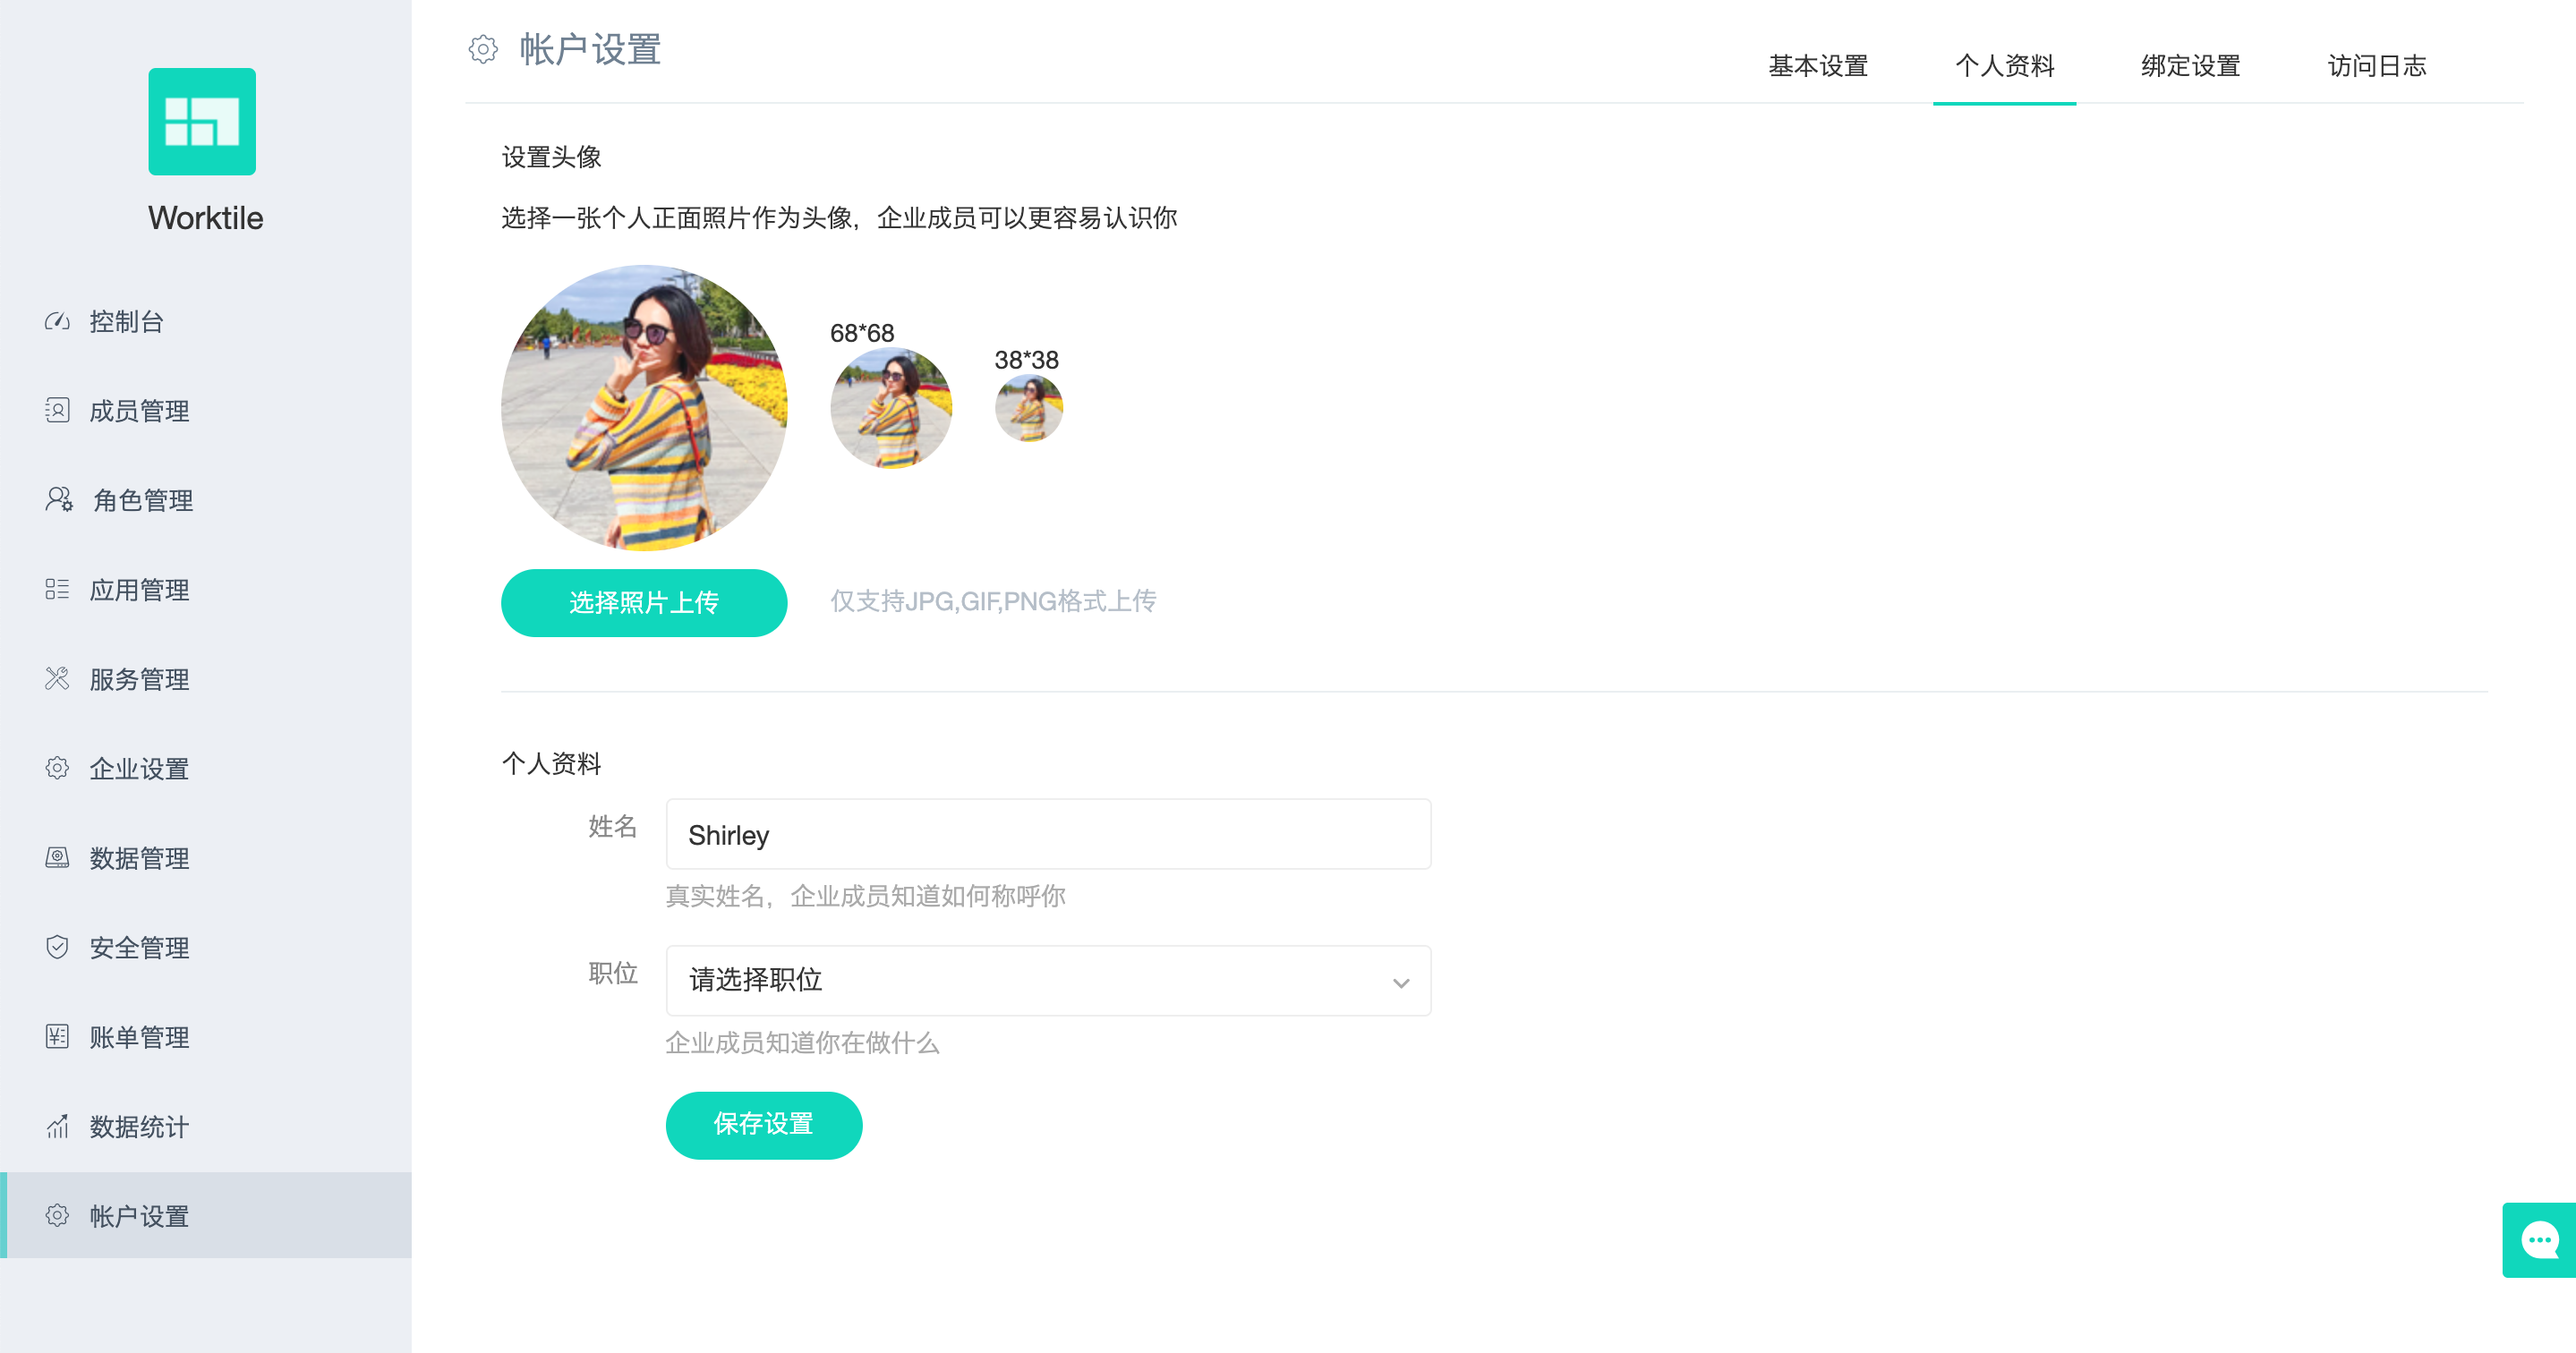 Worktile
控制台
成员管理
角色管理
应用管理
服务管理
企业设置
数据管理
安全管理
账单管理
数据统计
帐户设置
帐户设置
基本设置
个人资料
绑定设置
访问日志
设置头像
选择一张个人正面照片作为头像，企业成员可以更容易认识你
68*68
38*38
选择照片上传
仅支持JPG,GIF,PNG格式上传
个人资料
姓名
Shirley
真实姓名，企业成员知道如何称呼你
职位
请选择职位
企业成员知道你在做什么
保存设置